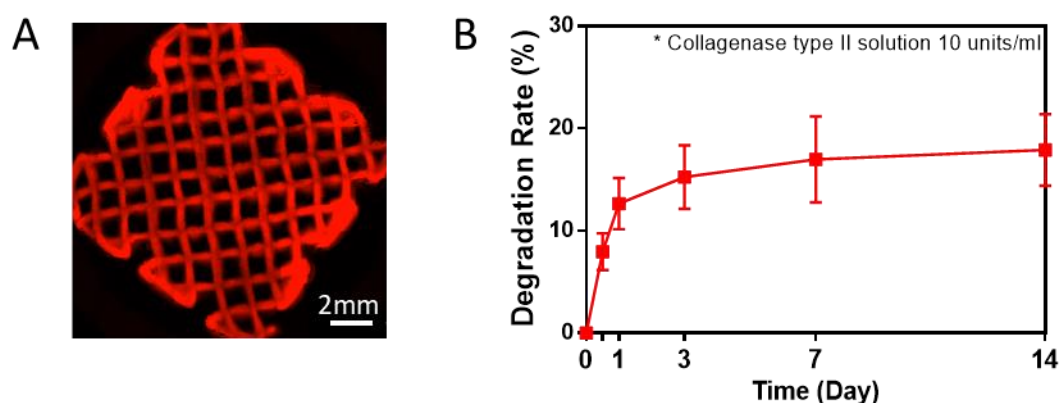 A
2mm
B
Degradation Rate (%)
30
20
10
0
* Collagenase type II solution 10 units/ml
0 1 3 7 14
Time (Day)